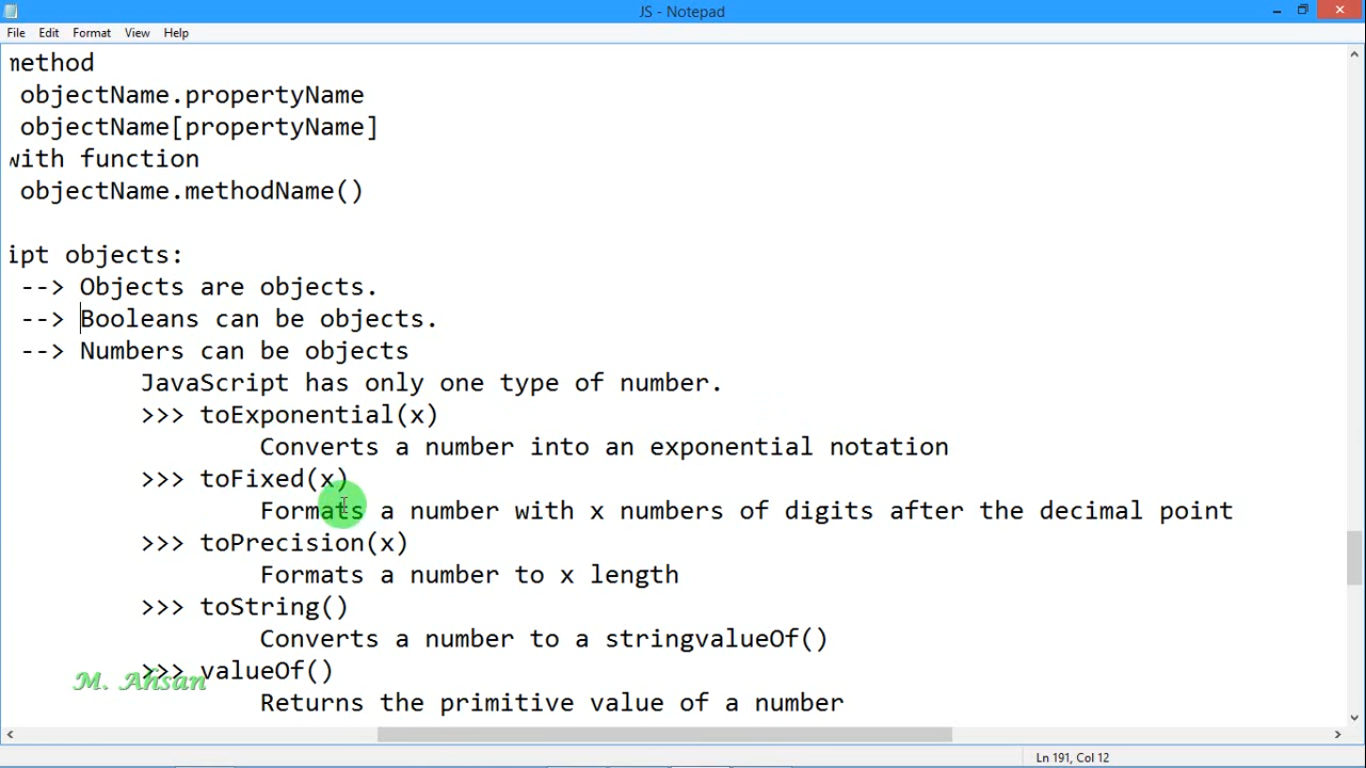 JS - Notepad
File Edit Format View Help
method
objectName.propertyName
objectName[propertyName]
with function
objectName.methodName()
ipt objects:
--> Objects are objects.
--> Booleans can be objects.
--> Numbers can be objects
JavaScript has only one type of number.
>>> toExponential(x)
Converts a number into an exponential notation
>>> toFixed(x)
Formats a number with x numbers of digits after the decimal point
>>> toPrecision(x)
Formats a number to x length
>>> toString()
Converts a number to a stringvalueOf()
>>> valueOf()
M. Ahsan
Returns the primitive value of a number
Ln 191, Col 12